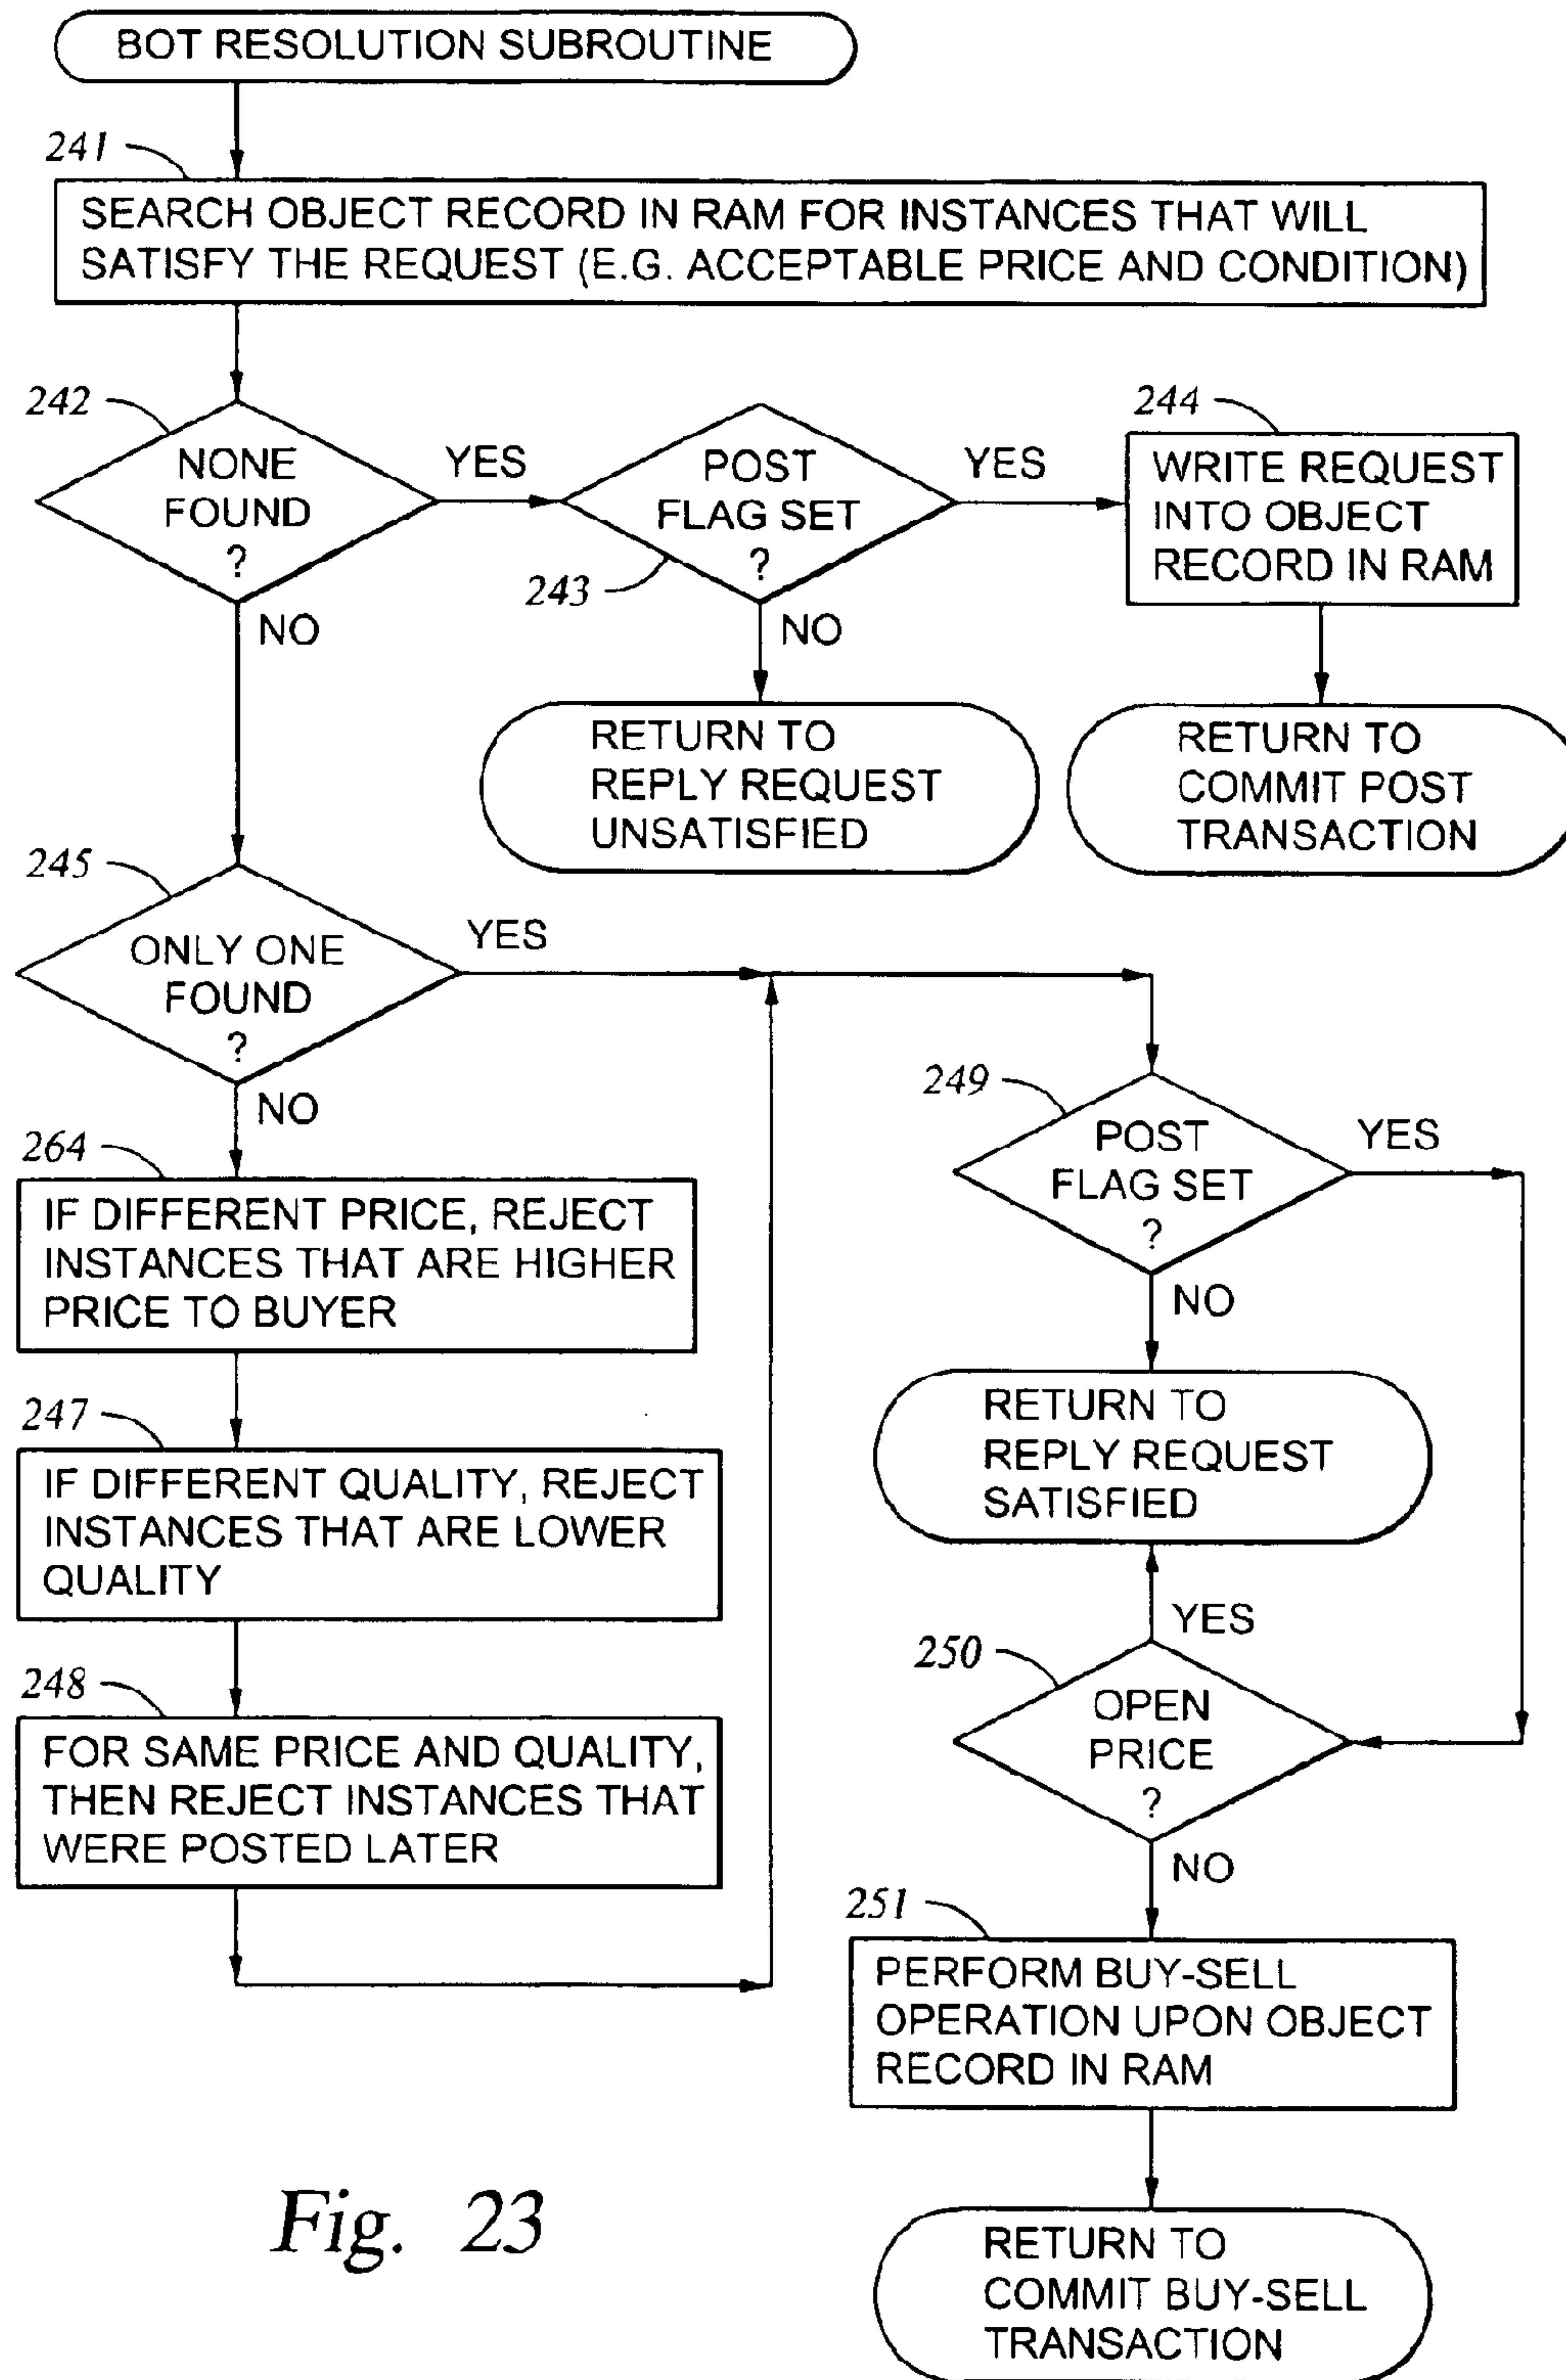 BOT RESOLUTION SUBROUTINE
241
SEARCH OBJECT RECORD IN RAM FOR INSTANCES THAT WILL
SATISFY THE REQUEST (E.G. ACCEPTABLE PRICE AND CONDITION)
242
NONE
FOUND
?
YES
NO
POST
FLAG SET
?
243
YES
NO
244
WRITE REQUEST
INTO OBJECT
RECORD IN RAM
RETURN TO
REPLY REQUEST
UNSATISFIED
RETURN TO
COMMIT POST
TRANSACTION
245
ONLY ONE
FOUND
?
YES
NO
264
IF DIFFERENT PRICE, REJECT
INSTANCES THAT ARE HIGHER
PRICE TO BUYER
247
IF DIFFERENT QUALITY, REJECT
INSTANCES THAT ARE LOWER
QUALITY
248
FOR SAME PRICE AND QUALITY,
THEN REJECT INSTANCES THAT
WERE POSTED LATER
249
POST
FLAG SET
?
YES
NO
RETURN TO
REPLY REQUEST
SATISFIED
YES
250
OPEN
PRICE
?
NO
251
PERFORM BUY-SELL
OPERATION UPON OBJECT
RECORD IN RAM
RETURN TO
COMMIT BUY-SELL
TRANSACTION
Fig. 23